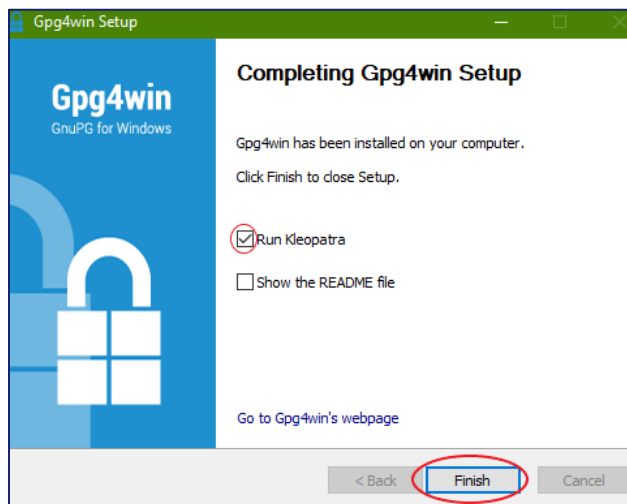 Gpg4win Setup
Gpg4win
GnuPG for Windows
Completing Gpg4win Setup
Gpg4win has been installed on your computer.
Click Finish to close Setup.
Run Kleopatra
Show the README file
Go to Gpg4win's webpage
< Back
Finish
Cancel